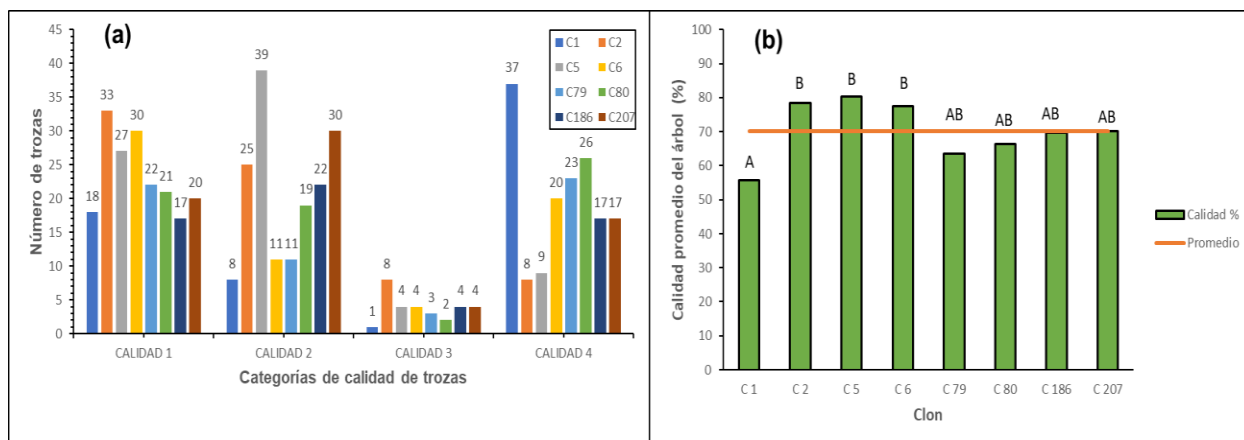 (a)
Número de trozas
45
40
35
30
25
20
15
10
5
0
C1 C2
C5 C6
C79 C80
C186 C207
18 33 27 30 22 21 17 20
8 25 39 11 11 19 22 30
1 8 4 4 3 2 4 4
37 8 9 20 23 26 17 17
CALIDAD 1 CALIDAD 2 CALIDAD 3 CALIDAD 4
Categorías de calidad de trozas
(b)
Calidad promedio del árbol (%)
100
90
80
70
60
50
40
30
20
10
0
A B B B AB AB AB AB
C 1 C 2 C 5 C 6 C 79 C 80 C 186 C 207
Clon
Calidad %
Promedio